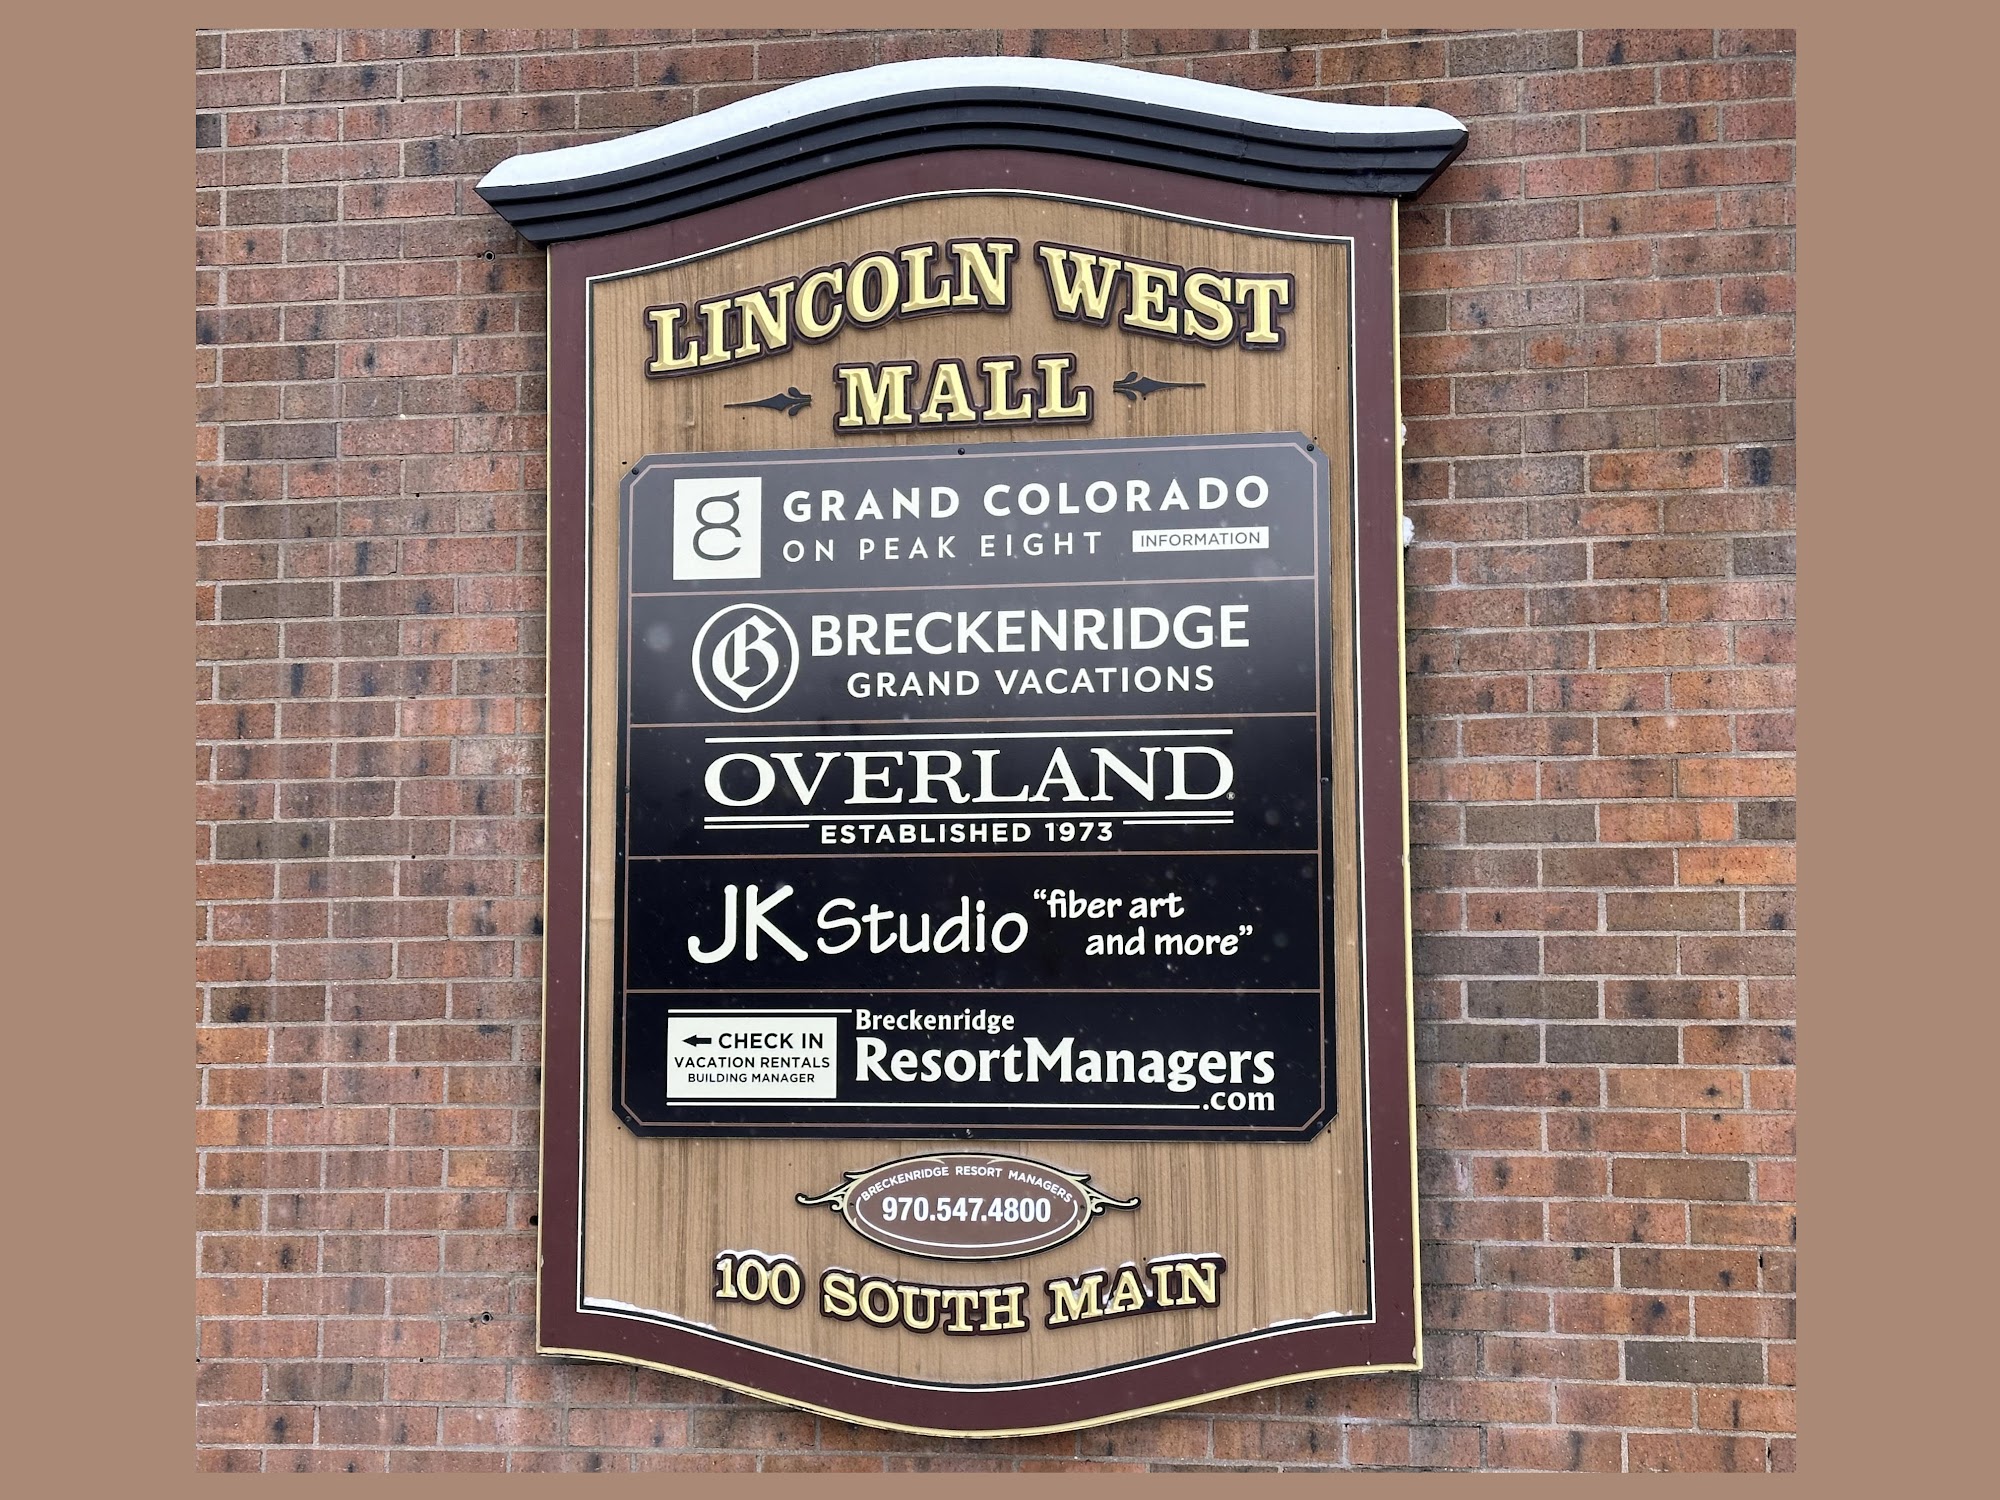 LINCOLN WEST
MALL
gc
GRAND COLORADO
ON PEAK EIGHT INFORMATION
B BRECKENRIDGE
GRAND VACATIONS
OVERLAND®
ESTABLISHED 1973
JK Studio "fiber art
and more"
← CHECK IN
VACATION RENTALS
BUILDING MANAGER
Breckenridge
ResortManagers
.com
BRECKENRIDGE RESORT MANAGERS
970.547.4800
100 SOUTH MAIN